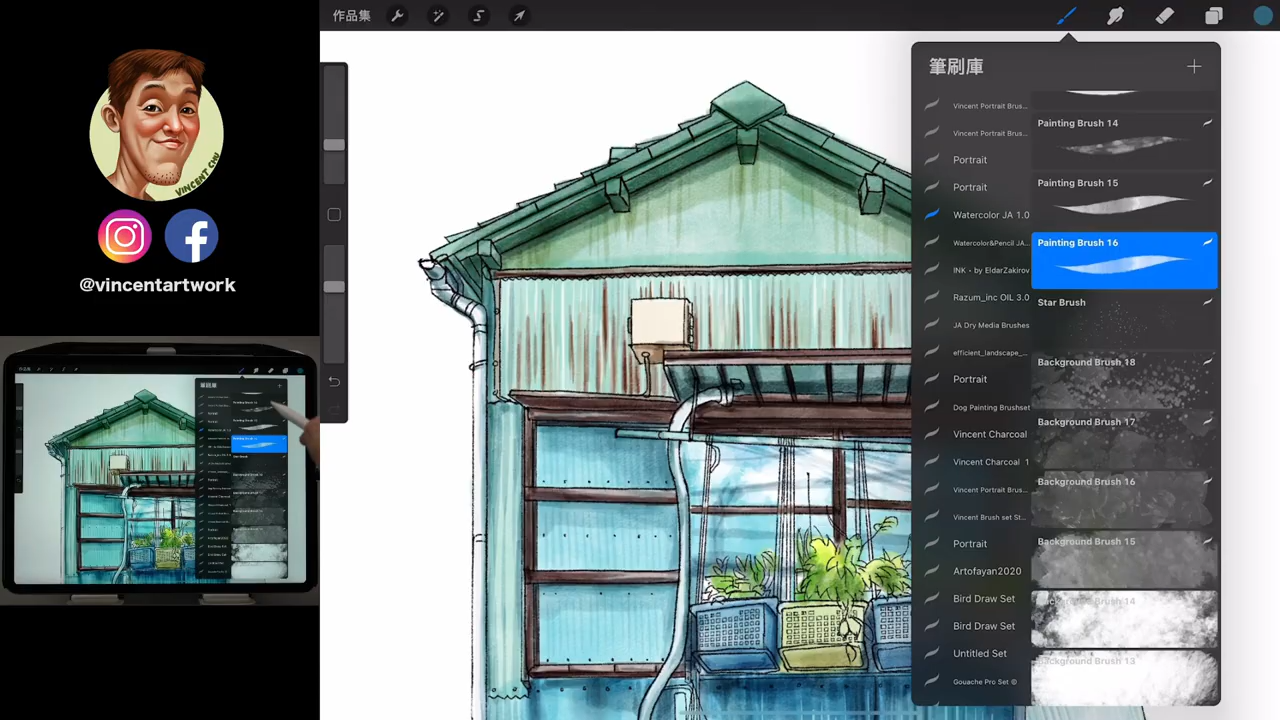 VINCENT CHU
@vincentartwork
作品集
筆刷庫
Vincent Portrait Brus...
Vincent Portrait Brus...
Portrait
Portrait
Watercolor JA 1.0
Watercolor&Pencil JA...
INK - by EldarZakirov
Razum_inc OIL 3.0
JA Dry Media Brushes
efficient_landscape_...
Portrait
Dog Painting Brushset
Vincent Charcoal
Vincent Charcoal 1
Vincent Portrait Brus...
Vincent Brush set St...
Portrait
Artofayan2020
Bird Draw Set
Bird Draw Set
Untitled Set
Gouache Pro Set ©
Painting Brush 14
Painting Brush 15
Painting Brush 16
Star Brush
Background Brush 18
Background Brush 17
Background Brush 16
Background Brush 15
Background Brush 14
Background Brush 13